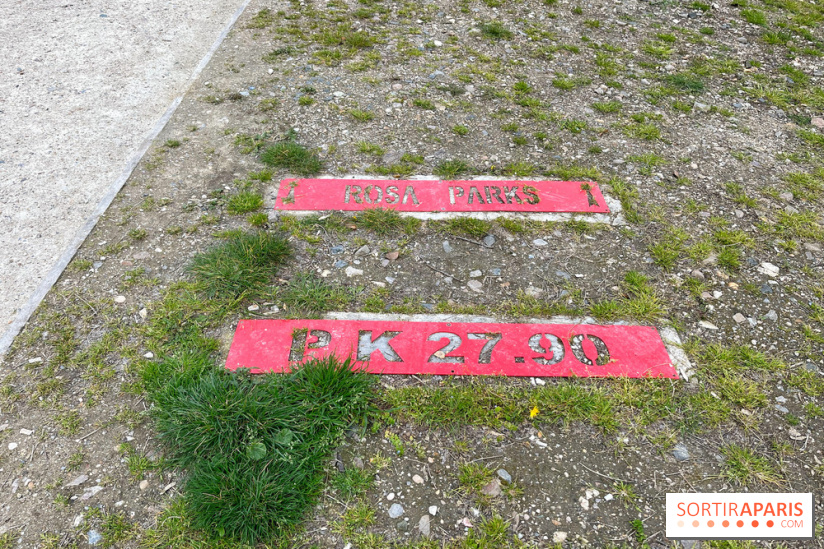 ROSA PARKS
PK 27.90
SORTIRAPARIS
.COM